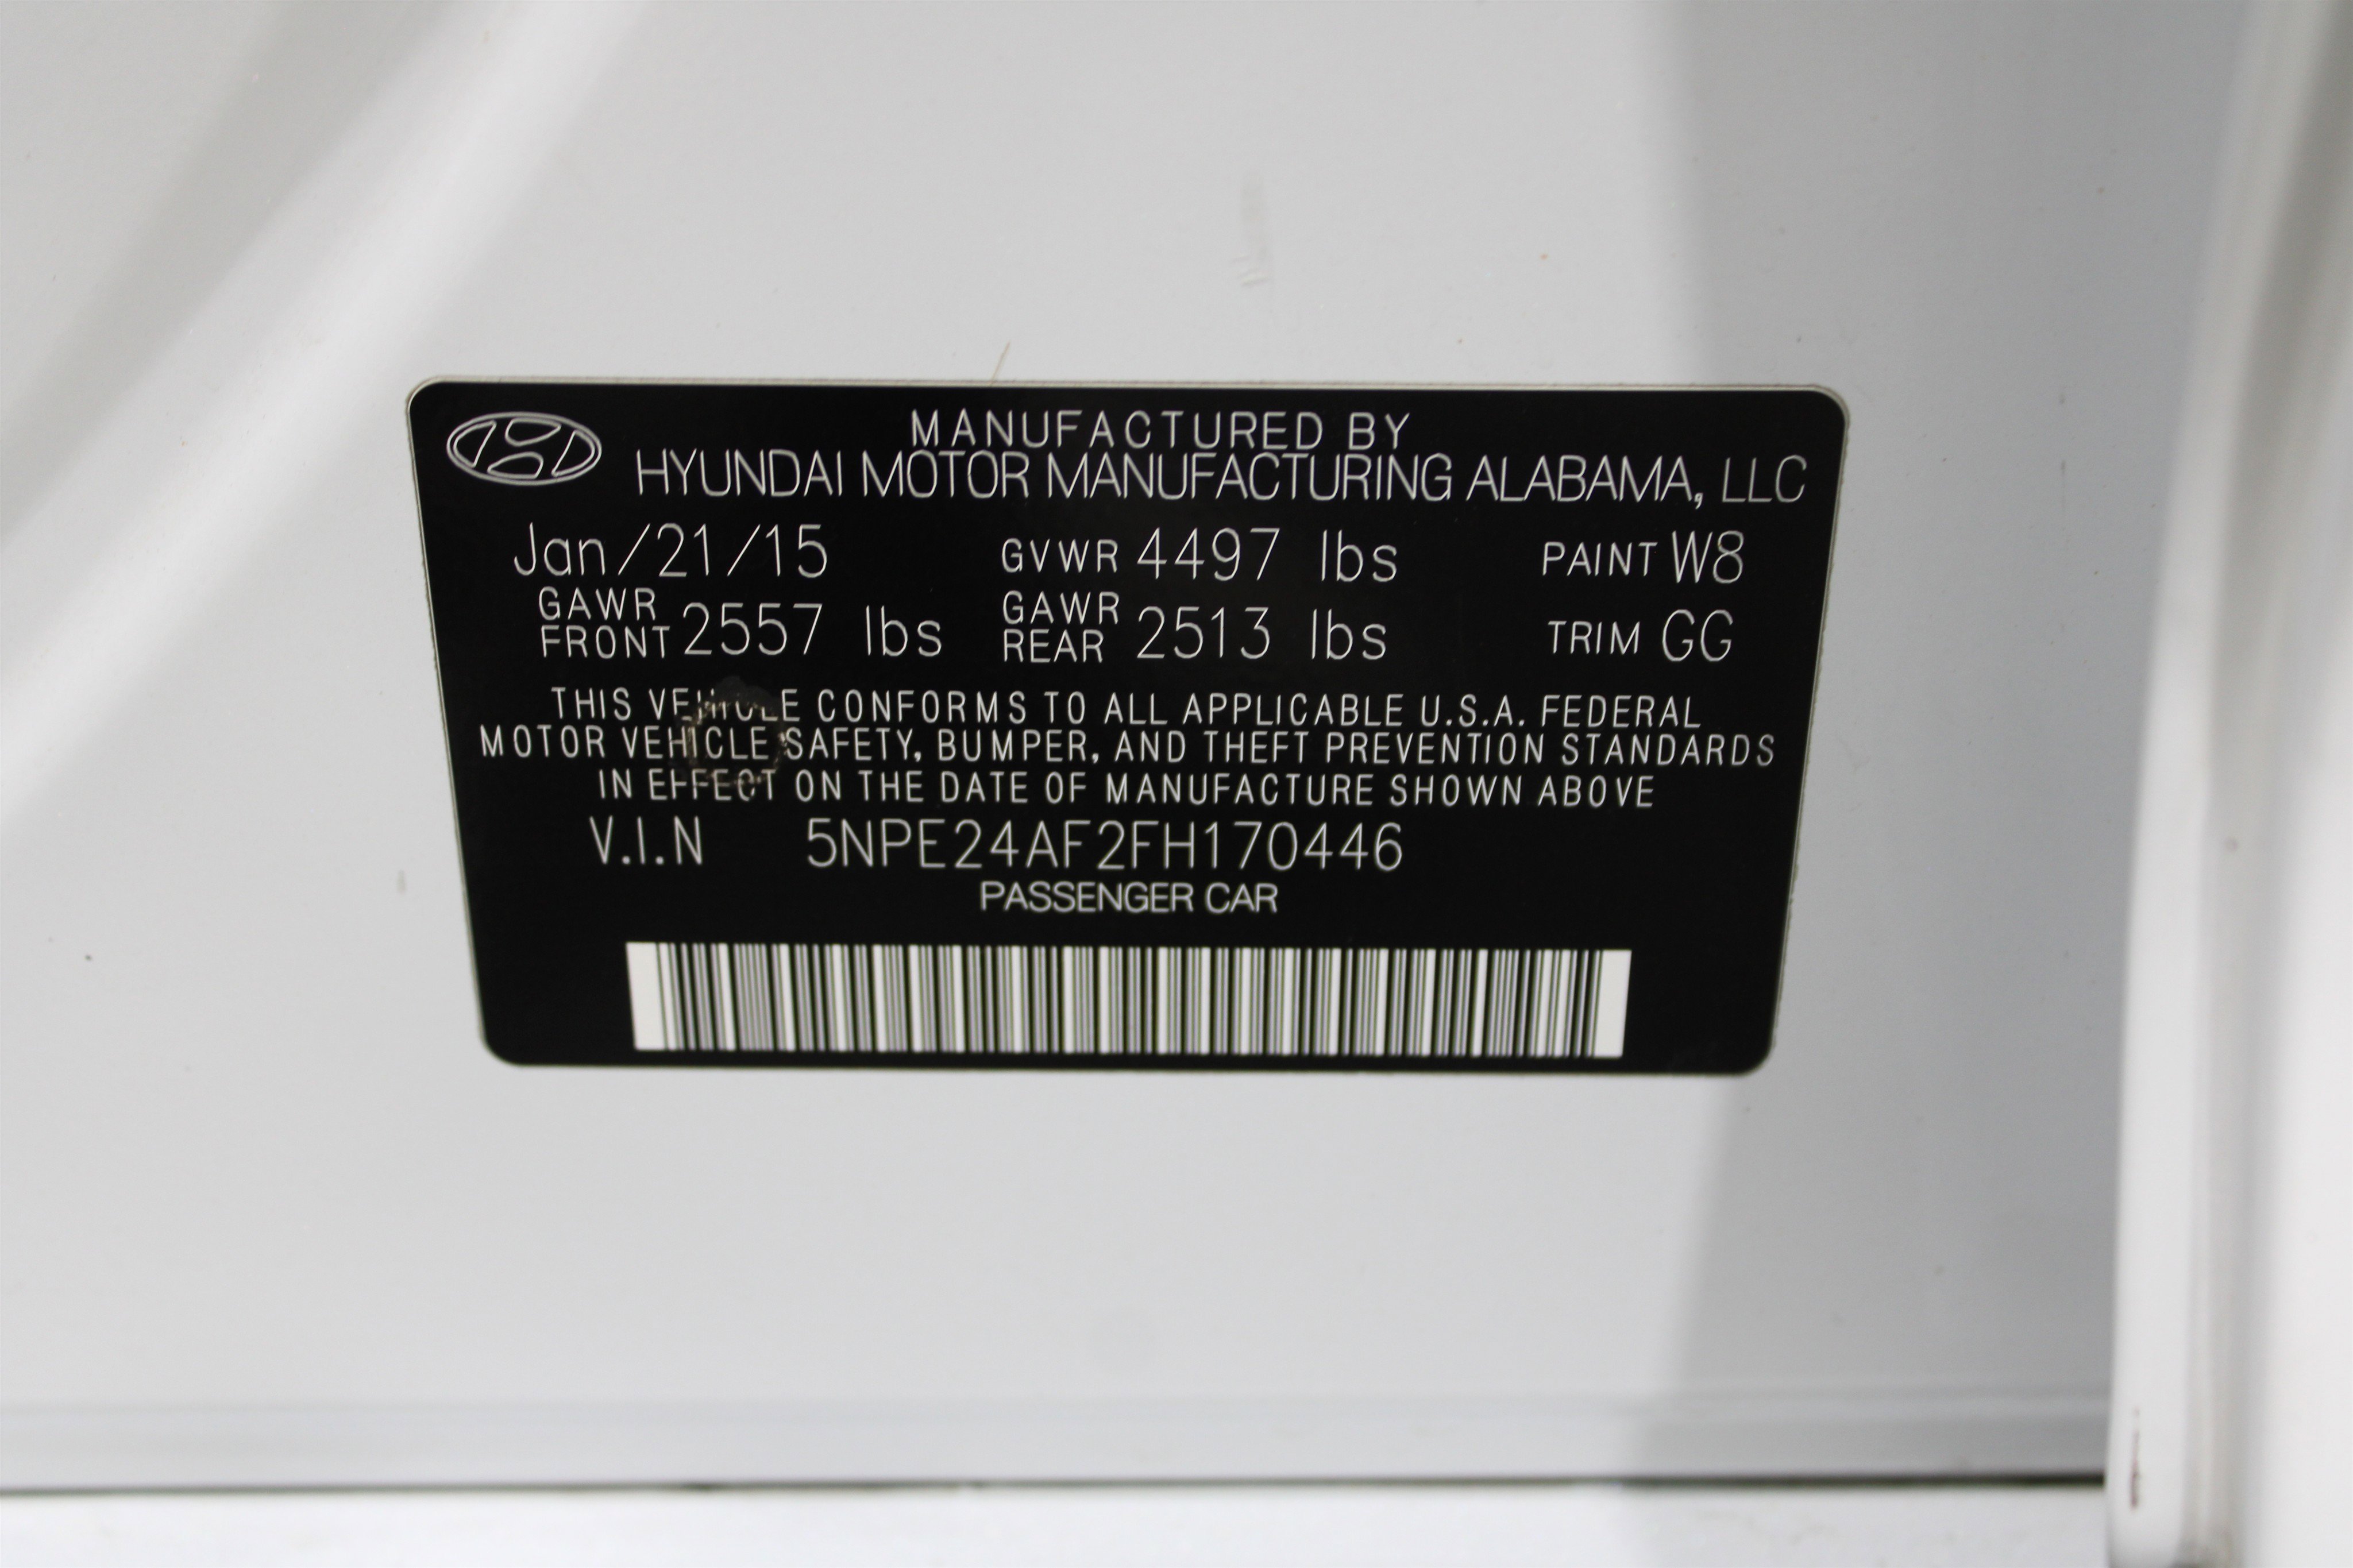 MANUFACTURED BY
HYUNDAI MOTOR MANUFACTURING ALABAMA, LLC
Jan/21/15 GVWR 4497 lbs PAINT W8
GAWR FRONT 2557 lbs GAWR REAR 2513 lbs TRIM GG
THIS VEHICLE CONFORMS TO ALL APPLICABLE U.S.A. FEDERAL
MOTOR VEHICLE SAFETY, BUMPER, AND THEFT PREVENTION STANDARDS
IN EFFECT ON THE DATE OF MANUFACTURE SHOWN ABOVE
V.I.N 5NPE24AF2FH170446
PASSENGER CAR